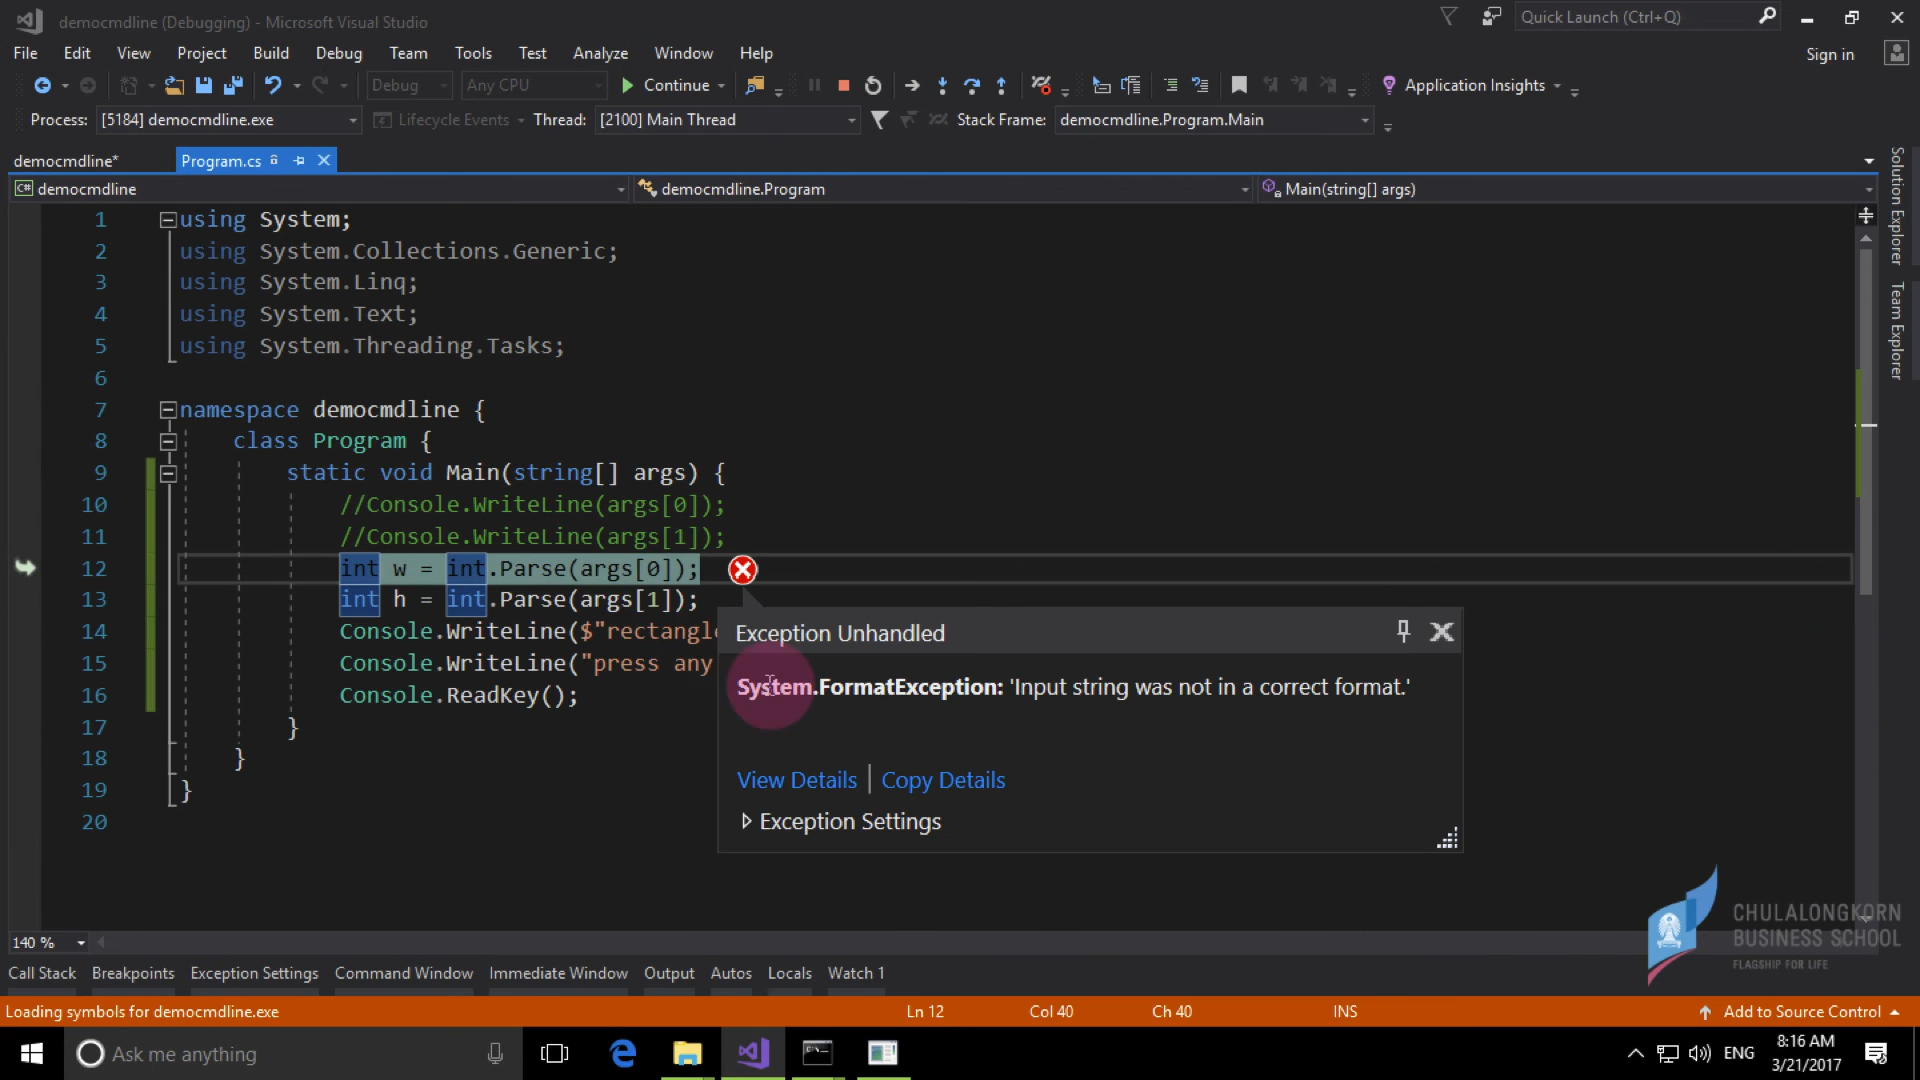 democmdline (Debugging) - Microsoft Visual Studio
Quick Launch (Ctrl+Q)
File Edit View Project Build Debug Team Tools Test Analyze Window Help
Sign in
Debug Any CPU Continue Application Insights
Process: [5184] democmdline.exe Lifecycle Events Thread: [2100] Main Thread Stack Frame: democmdline.Program.Main
democmdline* Program.cs
C# democmdline democmdline.Program Main(string[] args)
Solution Explorer
Team Explorer
1 using System;
2 using System.Collections.Generic;
3 using System.Linq;
4 using System.Text;
5 using System.Threading.Tasks;
6
7 namespace democmdline {
8 class Program {
9 static void Main(string[] args) {
10 //Console.WriteLine(args[0]);
11 //Console.WriteLine(args[1]);
12 int w = int.Parse(args[0]);
13 int h = int.Parse(args[1]);
14 Console.WriteLine($"rectangle
15 Console.WriteLine("press any
16 Console.ReadKey();
17 }
18 }
19 }
20
Exception Unhandled
System.FormatException: 'Input string was not in a correct format.'
View Details | Copy Details
Exception Settings
CHULALONGKORN
BUSINESS SCHOOL
FLAGSHIP FOR LIFE
140 %
Call Stack Breakpoints Exception Settings Command Window Immediate Window Output Autos Locals Watch 1
Loading symbols for democmdline.exe Ln 12 Col 40 Ch 40 INS Add to Source Control
Ask me anything
ENG
8:16 AM
3/21/2017